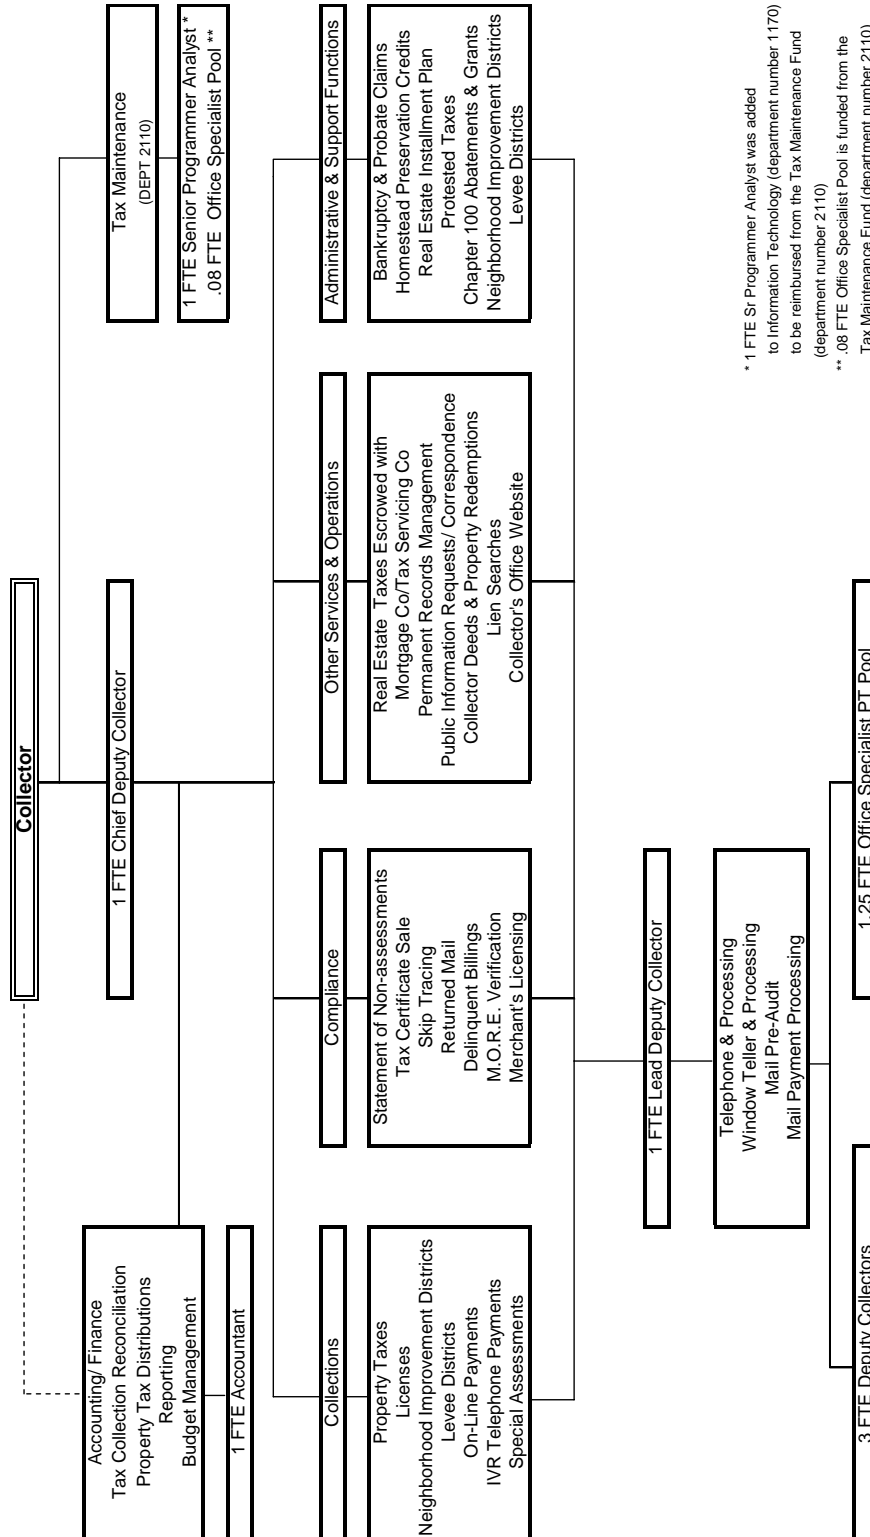 Collector
Tax Maintenance
(DEPT 2110)
1 FTE Senior Programmer Analyst *
.08 FTE Office Specialist Pool **
1 FTE Chief Deputy Collector
Accounting/ Finance
Tax Collection Reconciliation
Property Tax Distributions
Reporting
Budget Management
1 FTE Accountant
Collections
Property Taxes
Licenses
Neighborhood Improvement Districts
Levee Districts
On-Line Payments
IVR Telephone Payments
Special Assessments
Compliance
Statement of Non-assessments
Tax Certificate Sale
Skip Tracing
Returned Mail
Delinquent Billings
M.O.R.E. Verification
Merchant's Licensing
Other Services & Operations
Real Estate Taxes Escrowed with
Mortgage Co/Tax Servicing Co
Permanent Records Management
Public Information Requests/ Correspondence
Collector Deeds & Property Redemptions
Lien Searches
Collector's Office Website
Administrative & Support Functions
Bankruptcy & Probate Claims
Homestead Preservation Credits
Real Estate Installment Plan
Protested Taxes
Chapter 100 Abatements & Grants
Neighborhood Improvement Districts
Levee Districts
1 FTE Lead Deputy Collector
Telephone & Processing
Window Teller & Processing
Mail Pre-Audit
Mail Payment Processing
3 FTE Deputy Collectors
1.25 FTE Office Specialist PT Pool
* 1 FTE Sr Programmer Analyst was added
to Information Technology (department number 1170)
to be reimbursed from the Tax Maintenance Fund
(department number 2110)
** .08 FTE Office Specialist Pool is funded from the
Tax Maintenance Fund (department number 2110)